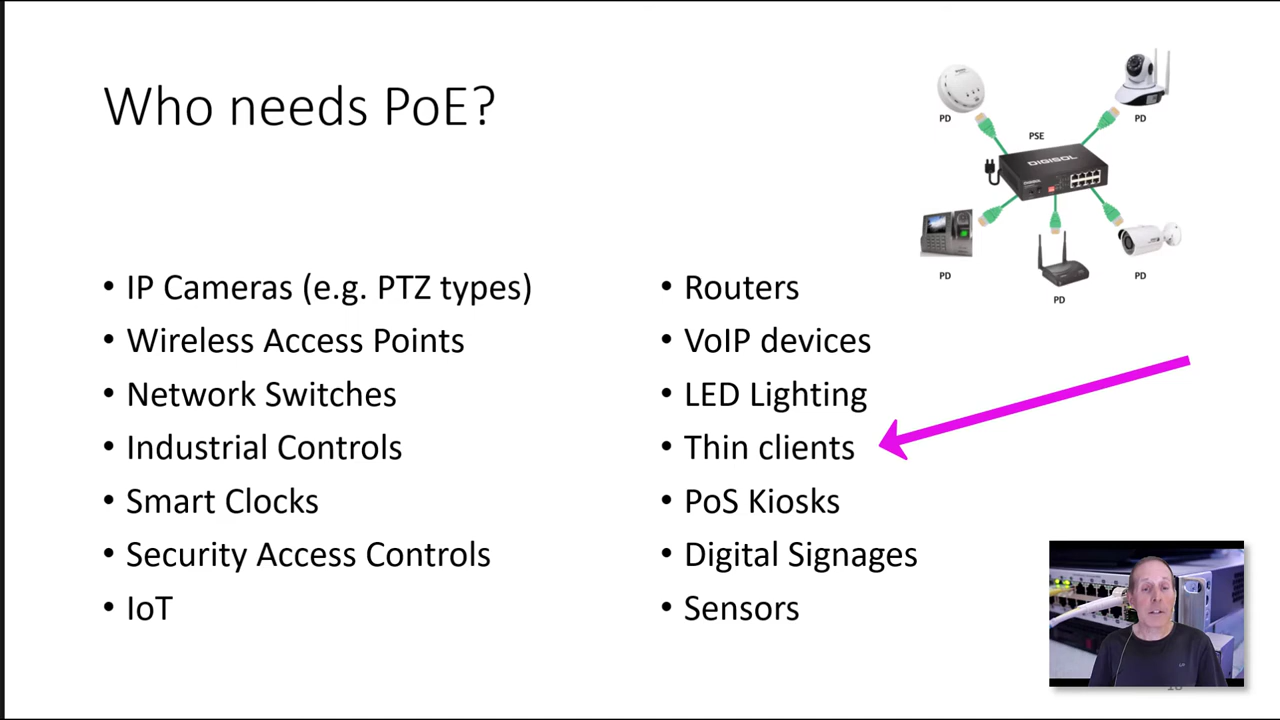 Who needs PoE?
PD
PD
PSE
DIGISOL
PD
PD
PD
• IP Cameras (e.g. PTZ types)
• Wireless Access Points
• Network Switches
• Industrial Controls
• Smart Clocks
• Security Access Controls
• IoT
• Routers
• VoIP devices
• LED Lighting
• Thin clients
• PoS Kiosks
• Digital Signages
• Sensors